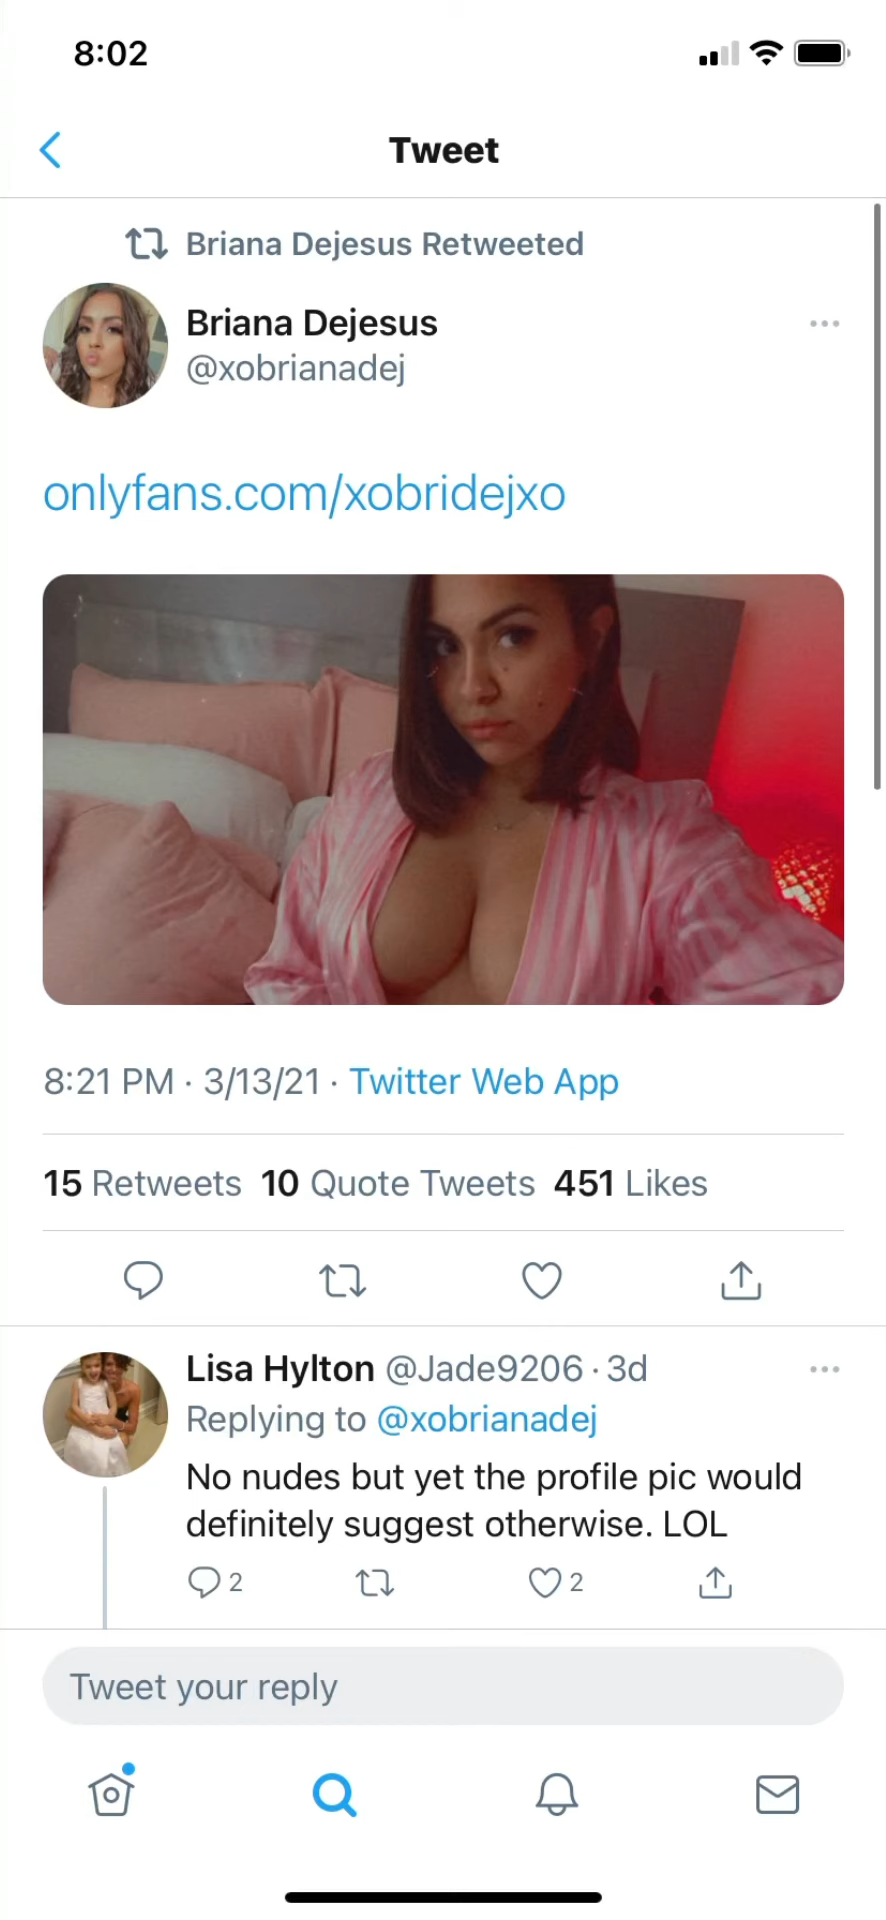 8:02
Tweet
Briana Dejesus Retweeted
Briana Dejesus
@xobrianadej
onlyfans.com/xobridejxo
8:21 PM · 3/13/21 · Twitter Web App
15 Retweets 10 Quote Tweets 451 Likes
Lisa Hylton @Jade9206 · 3d
Replying to @xobrianadej
No nudes but yet the profile pic would
definitely suggest otherwise. LOL
2 2
Tweet your reply